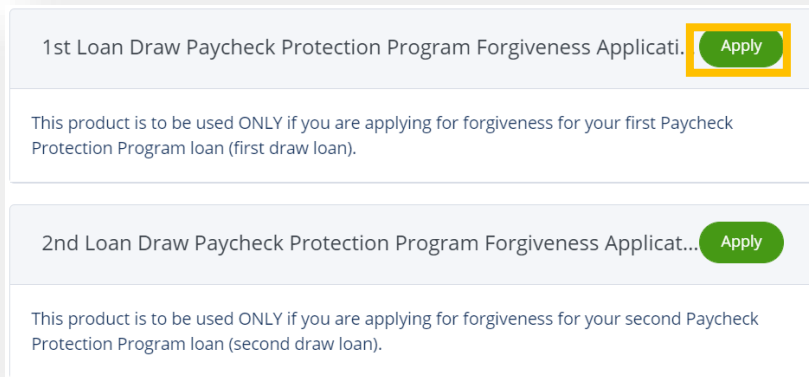 1st Loan Draw Paycheck Protection Program Forgiveness Applicati... Apply
This product is to be used ONLY if you are applying for forgiveness for your first Paycheck
Protection Program loan (first draw loan).
2nd Loan Draw Paycheck Protection Program Forgiveness Applicat... Apply
This product is to be used ONLY if you are applying for forgiveness for your second Paycheck
Protection Program loan (second draw loan).